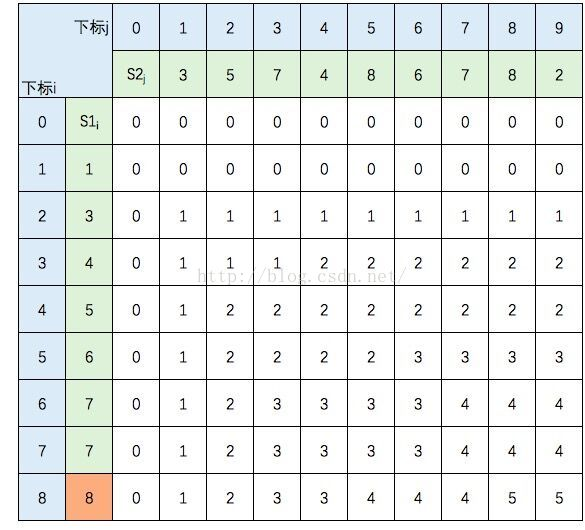 下标j 0 1 2 3 4 5 6 7 8 9
下标i S2j 3 5 7 4 8 6 7 8 2
0 S1i 0 0 0 0 0 0 0 0 0 0
1 1 0 0 0 0 0 0 0 0 0 0
2 3 0 1 1 1 1 1 1 1 1 1
3 4 0 1 1 1 2 2 2 2 2 2
http://blog.csdn.net/
4 5 0 1 2 2 2 2 2 2 2 2
5 6 0 1 2 2 2 2 3 3 3 3
6 7 0 1 2 3 3 3 3 4 4 4
7 7 0 1 2 3 3 3 3 4 4 4
8 8 0 1 2 3 3 4 4 4 5 5